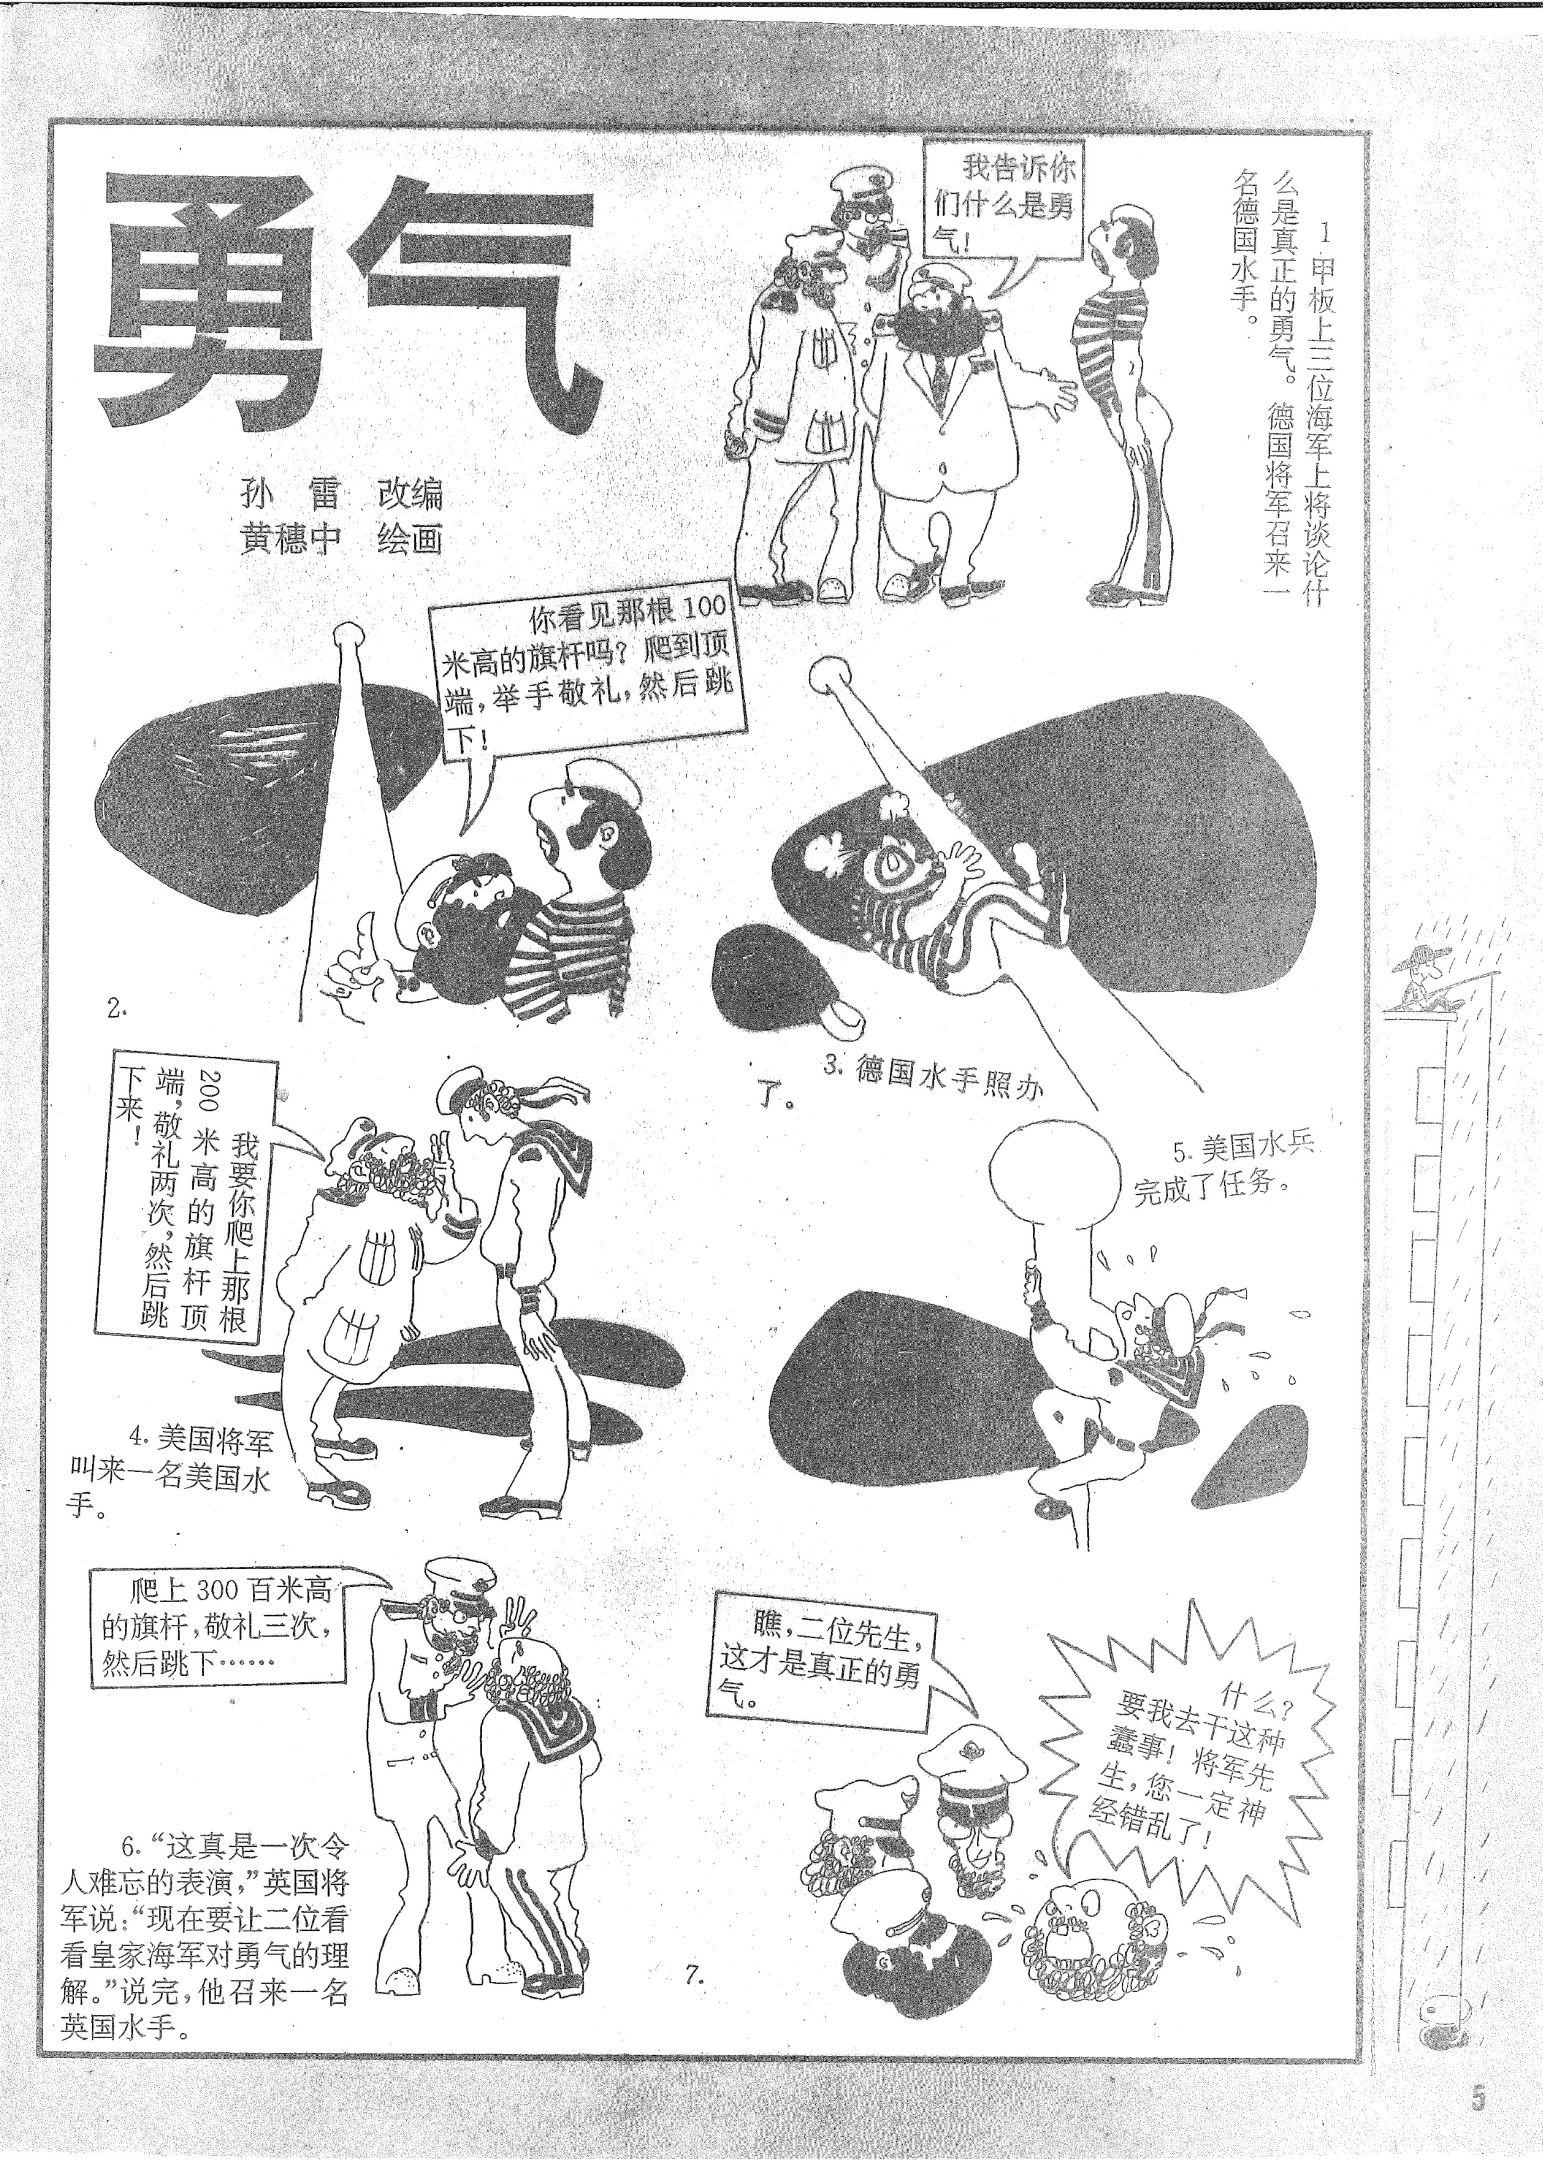 勇气
孙 雷 改编
黄穗中 绘画
我告诉你
们什么是勇
气!
1 甲板上三位海军上将谈论什
么是真正的勇气。德国将军召来一
名德国水手。
你看见那根100
米高的旗杆吗?爬到顶
端,举手敬礼,然后跳
下!
2.
3. 德国水手照办
了。
我要你爬上那根
200 米高的旗杆顶
端,敬礼两次,然后跳
下来!
4. 美国将军
叫来一名美国水
手。
5. 美国水兵
完成了任务。
爬上 300 百米高
的旗杆,敬礼三次,
然后跳下……
6.“这真是一次令
人难忘的表演,”英国将
军说:“现在要让二位看
看皇家海军对勇气的理
解。”说完,他召来一名
英国水手。
瞧,二位先生,
这才是真正的勇
气。
什么?
要我去干这种
蠢事!将军先
生,您一定神
经错乱了!
7.
5